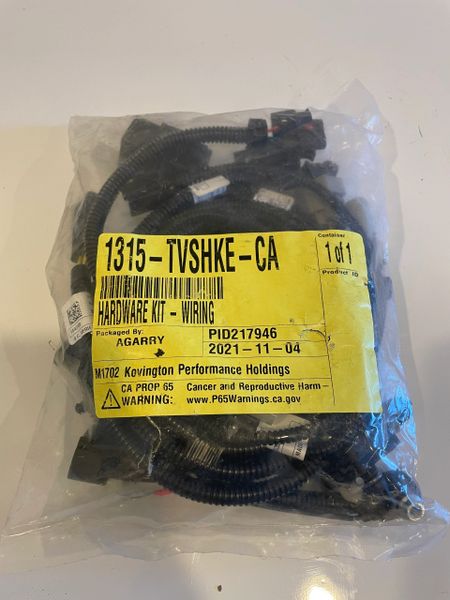 1315-TVSHKE-CA
Container
1 of 1
Product ID
HARDWARE KIT - WIRING
Packaged By:
AGARRY
PID217946
2021-11-04
M1702 Kovington Performance Holdings
CA PROP 65
WARNING:
Cancer and Reproductive Harm -
www.P65Warnings.ca.gov